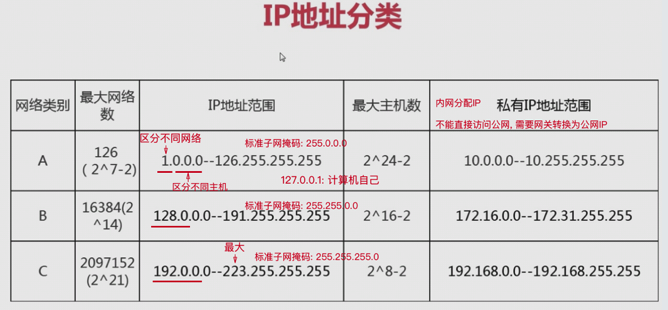 IP地址分类
网络类别 最大网络数 IP地址范围 最大主机数 内网分配IP 私有IP地址范围
不能直接访问公网, 需要网关转换为公网IP
区分不同网络 标准子网掩码: 255.0.0.0
A 126 ( 2^7-2) 1.0.0.0--126.255.255.255 2^24-2 10.0.0.0--10.255.255.255
区分不同主机 127.0.0.1: 计算机自己
标准子网掩码: 255.255.0.0
B 16384(2^14) 128.0.0.0--191.255.255.255 2^16-2 172.16.0.0--172.31.255.255
最大 标准子网掩码: 255.255.255.0
C 2097152 (2^21) 192.0.0.0--223.255.255.255 2^8-2 192.168.0.0--192.168.255.255